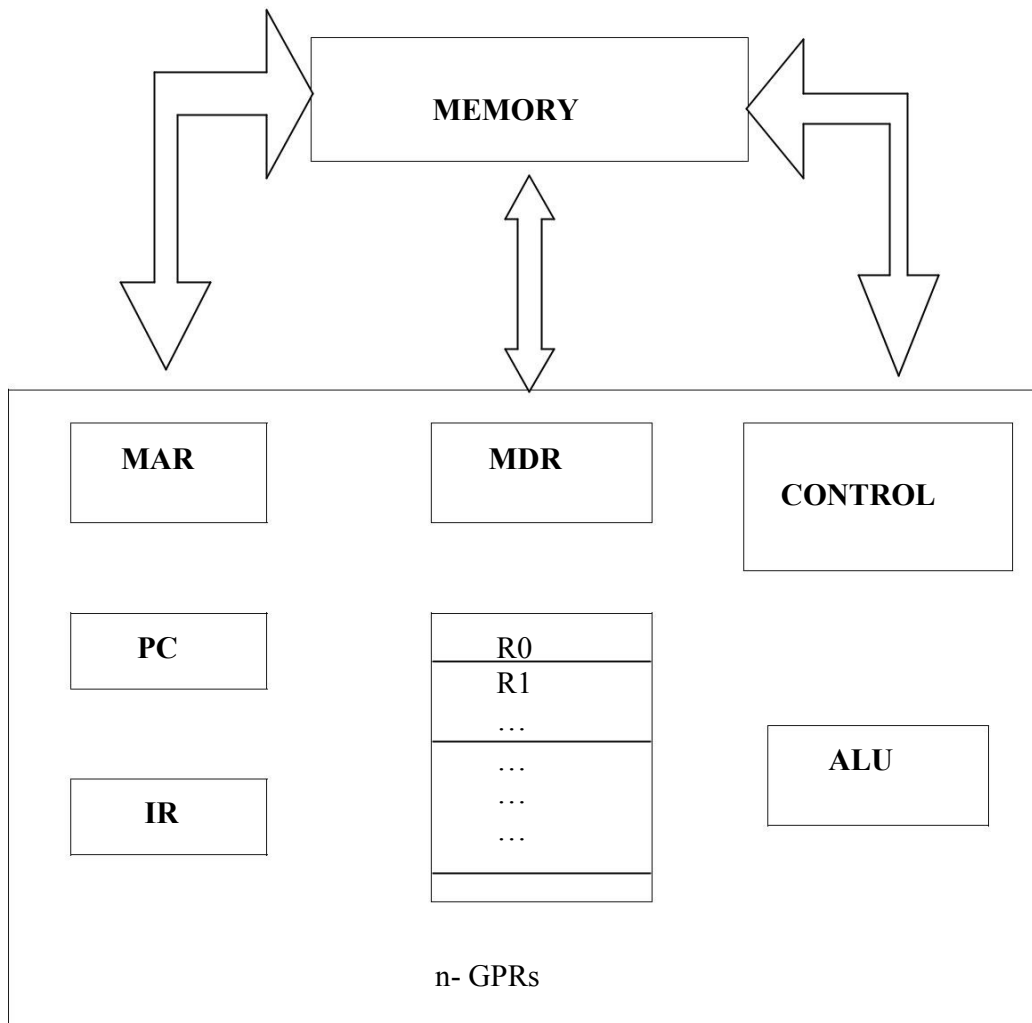 MEMORY
MAR
MDR
CONTROL
PC
R0
R1
...
ALU
...
IR
...
...
n- GPRs